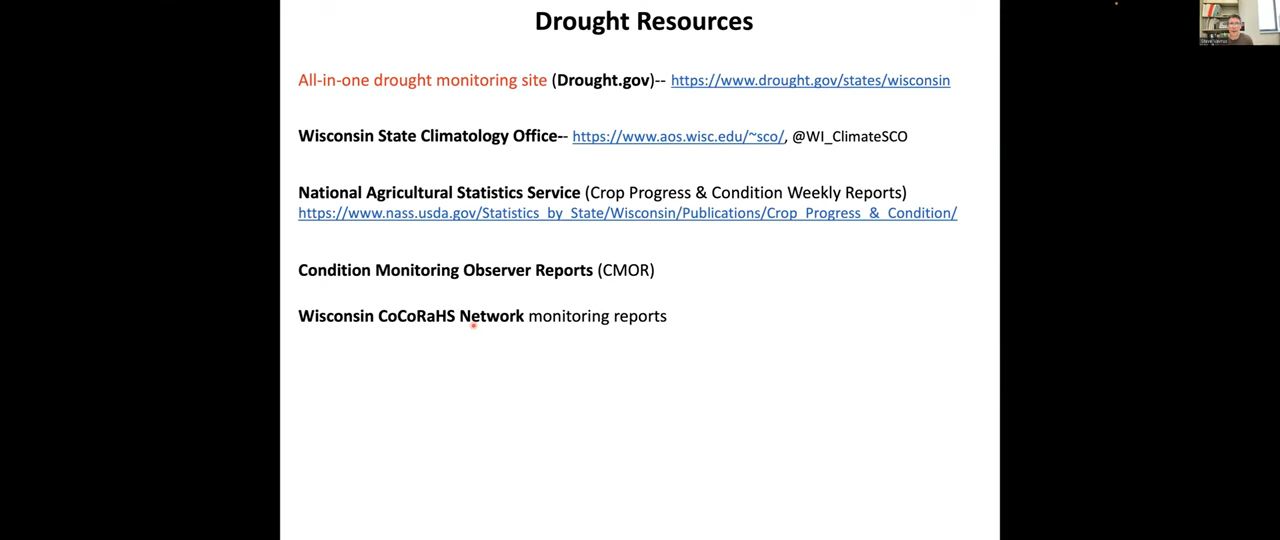 Drought Resources
All-in-one drought monitoring site (Drought.gov)-- https://www.drought.gov/states/wisconsin
Wisconsin State Climatology Office-- https://www.aos.wisc.edu/~sco/, @WI_ClimateSCO
National Agricultural Statistics Service (Crop Progress & Condition Weekly Reports)
https://www.nass.usda.gov/Statistics_by_State/Wisconsin/Publications/Crop_Progress_&_Condition/
Condition Monitoring Observer Reports (CMOR)
Wisconsin CoCoRaHS Network monitoring reports